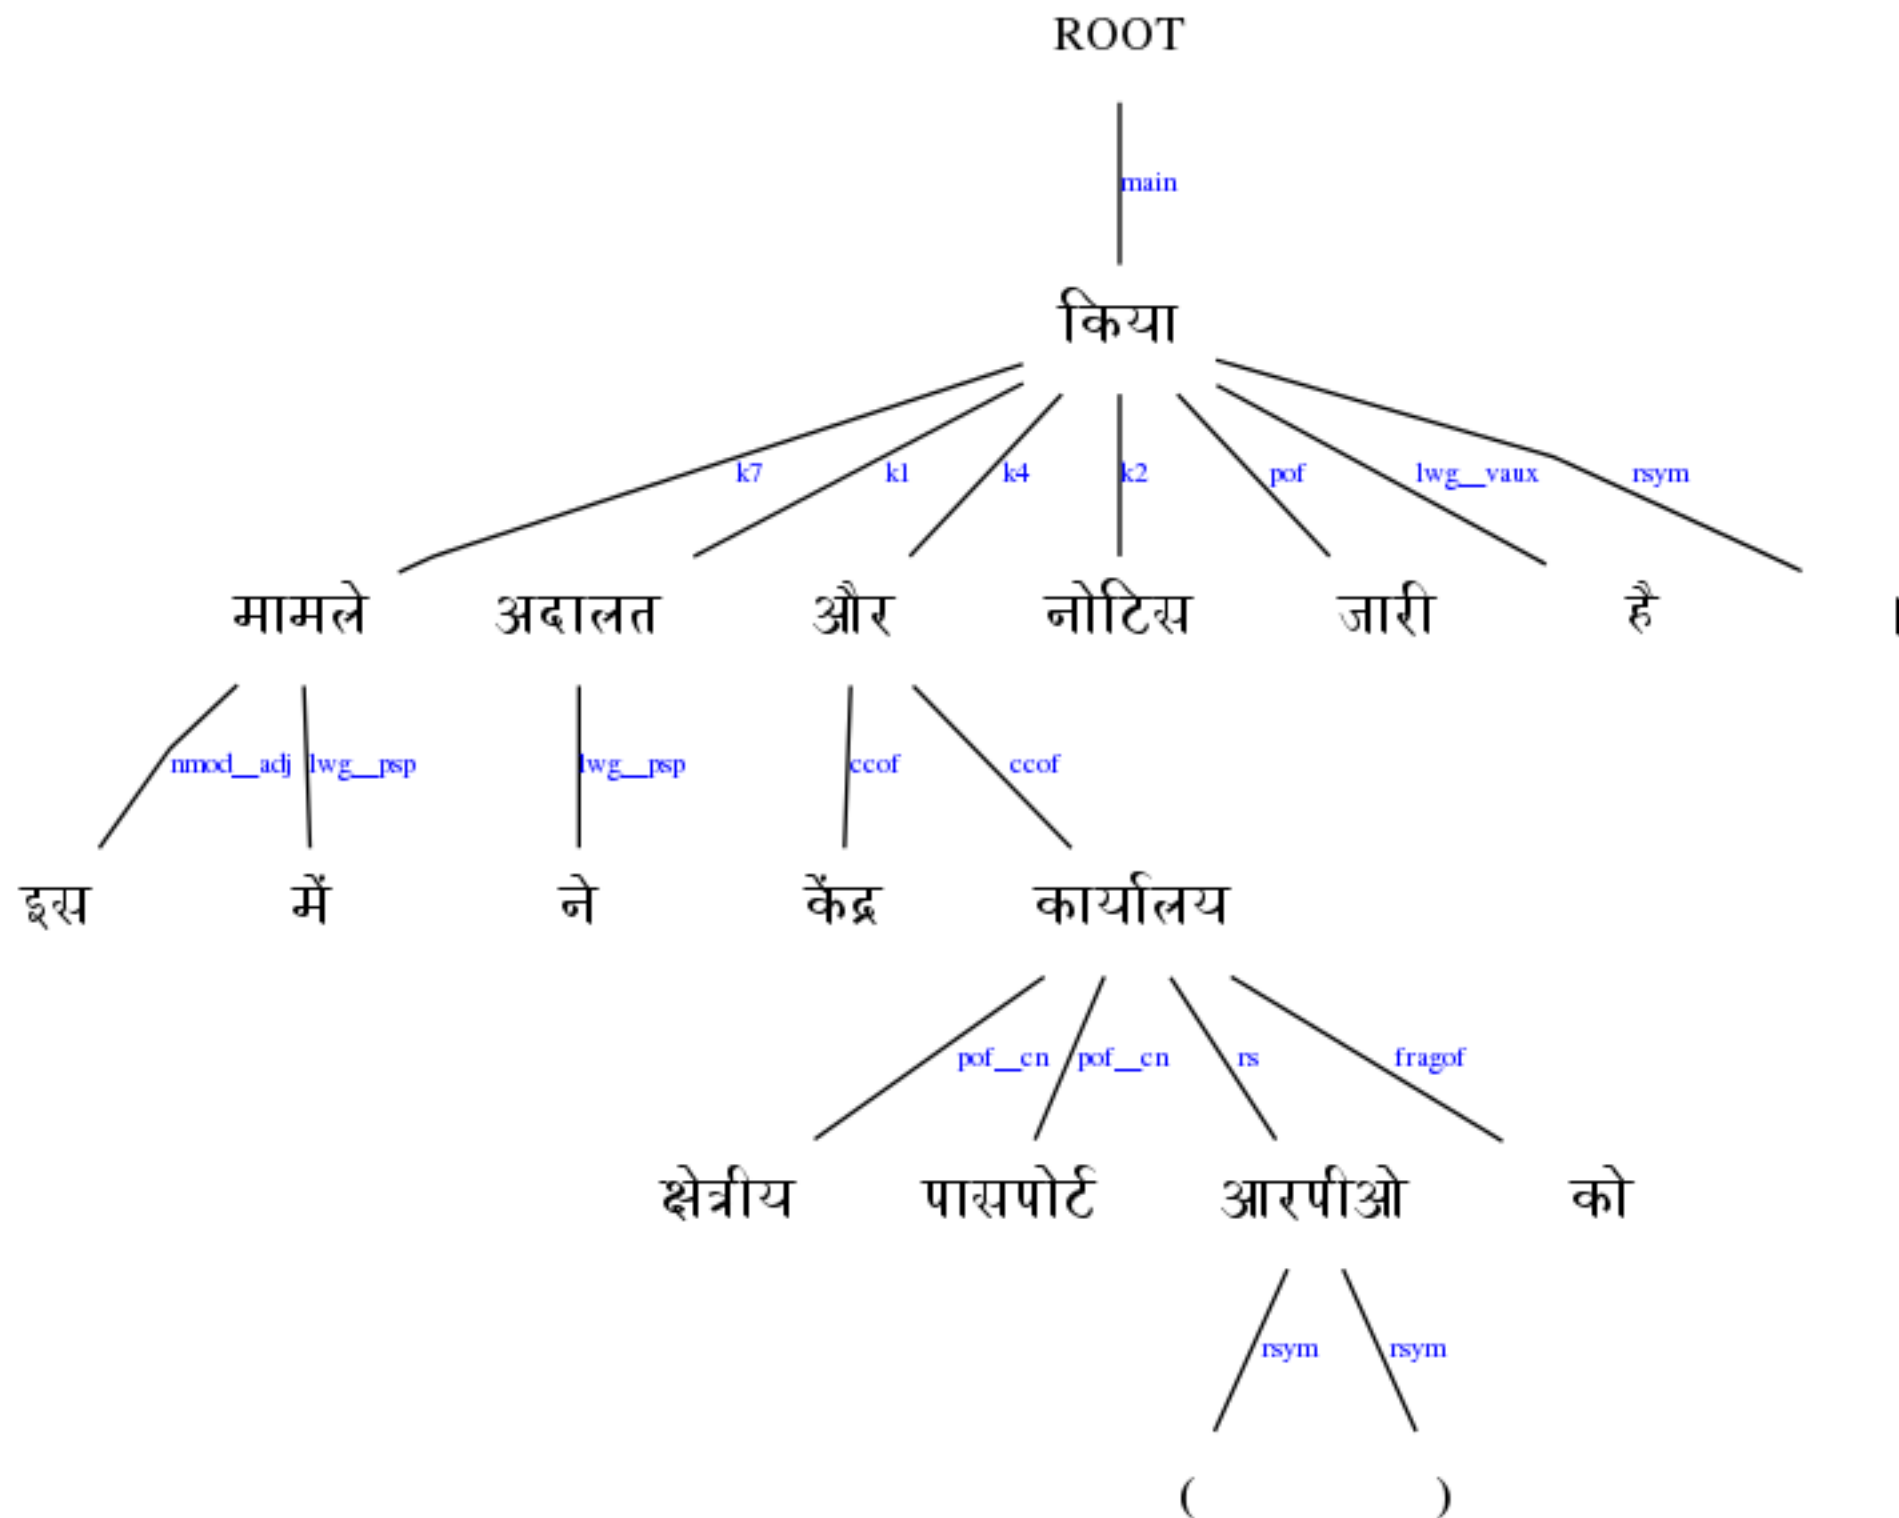 ROOT
main
किया
k7 k1 k4 k2 pof lwg__vaux rsym
मामले अदालत और नोटिस जारी है ।
nmod__adj lwg__psp lwg__psp ccof ccof
इस में ने केंद्र कार्यालय
pof__cn pof__cn rs fragof
क्षेत्रीय पासपोर्ट आरपीओ को
rsym rsym
( )